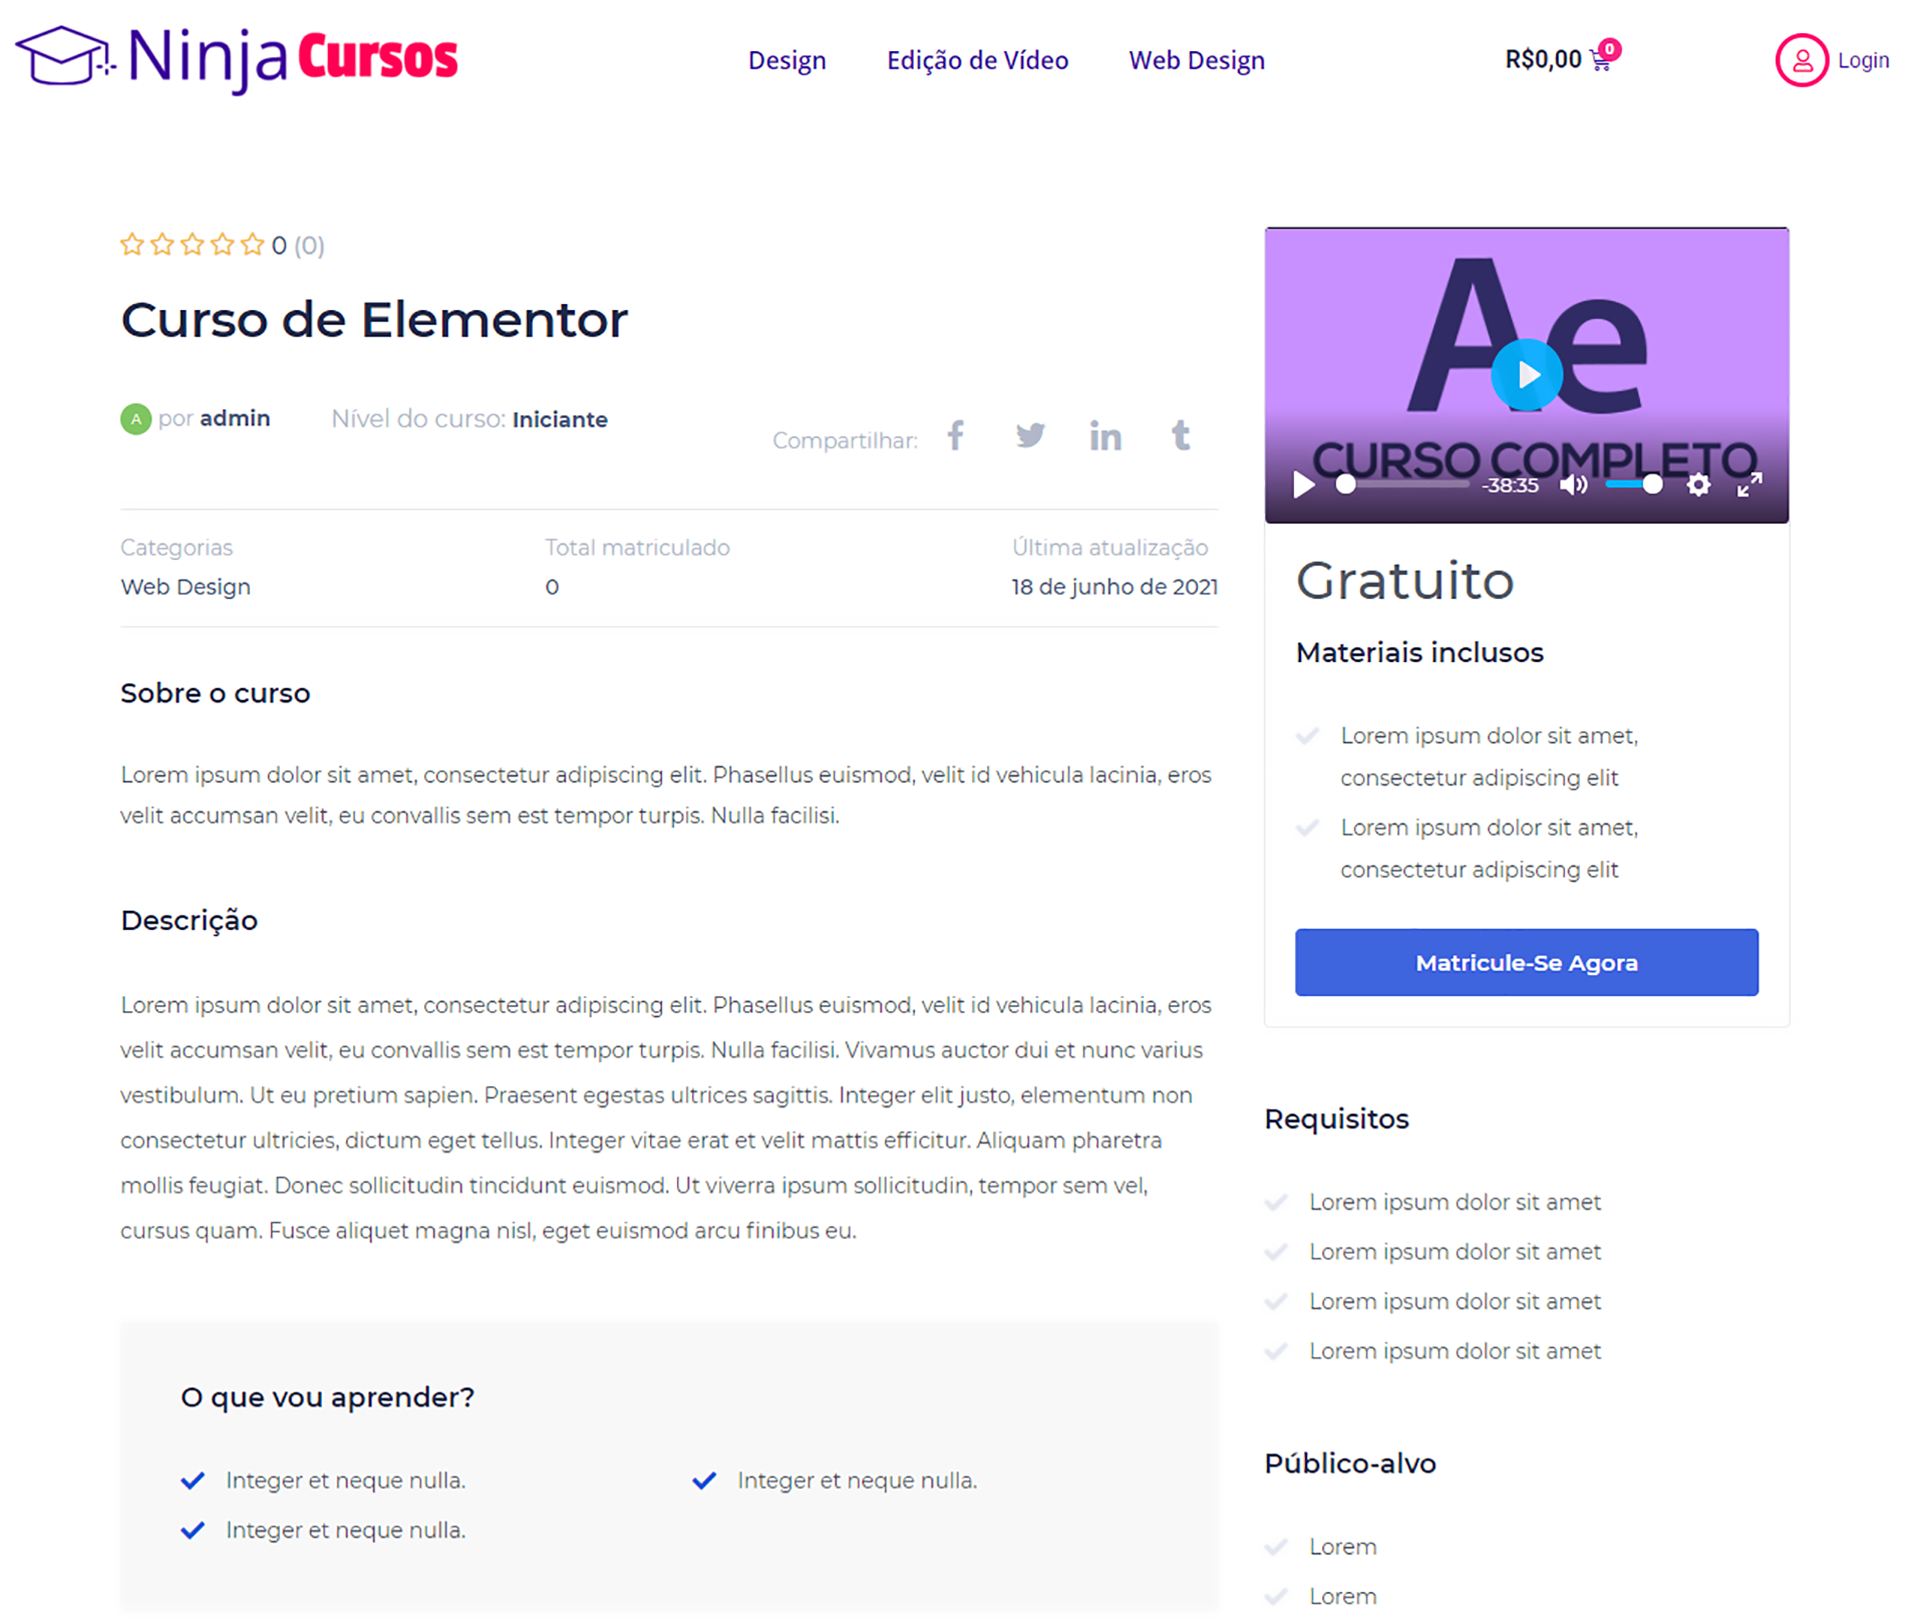 Ninja Cursos
Design
Edição de Vídeo
Web Design
R$0,00
0
Login
0 (0)
Curso de Elementor
A por admin
Nível do curso: Iniciante
Compartilhar:
Categorias
Web Design
Total matriculado
0
Última atualização
18 de junho de 2021
Sobre o curso
Lorem ipsum dolor sit amet, consectetur adipiscing elit. Phasellus euismod, velit id vehicula lacinia, eros
velit accumsan velit, eu convallis sem est tempor turpis. Nulla facilisi.
Descrição
Lorem ipsum dolor sit amet, consectetur adipiscing elit. Phasellus euismod, velit id vehicula lacinia, eros
velit accumsan velit, eu convallis sem est tempor turpis. Nulla facilisi. Vivamus auctor dui et nunc varius
vestibulum. Ut eu pretium sapien. Praesent egestas ultrices sagittis. Integer elit justo, elementum non
consectetur ultricies, dictum eget tellus. Integer vitae erat et velit mattis efficitur. Aliquam pharetra
mollis feugiat. Donec sollicitudin tincidunt euismod. Ut viverra ipsum sollicitudin, tempor sem vel,
cursus quam. Fusce aliquet magna nisl, eget euismod arcu finibus eu.
O que vou aprender?
Integer et neque nulla.
Integer et neque nulla.
Integer et neque nulla.
Ae
CURSO COMPLETO
-38:35
Gratuito
Materiais inclusos
Lorem ipsum dolor sit amet,
consectetur adipiscing elit
Lorem ipsum dolor sit amet,
consectetur adipiscing elit
Matricule-Se Agora
Requisitos
Lorem ipsum dolor sit amet
Lorem ipsum dolor sit amet
Lorem ipsum dolor sit amet
Lorem ipsum dolor sit amet
Público-alvo
Lorem
Lorem